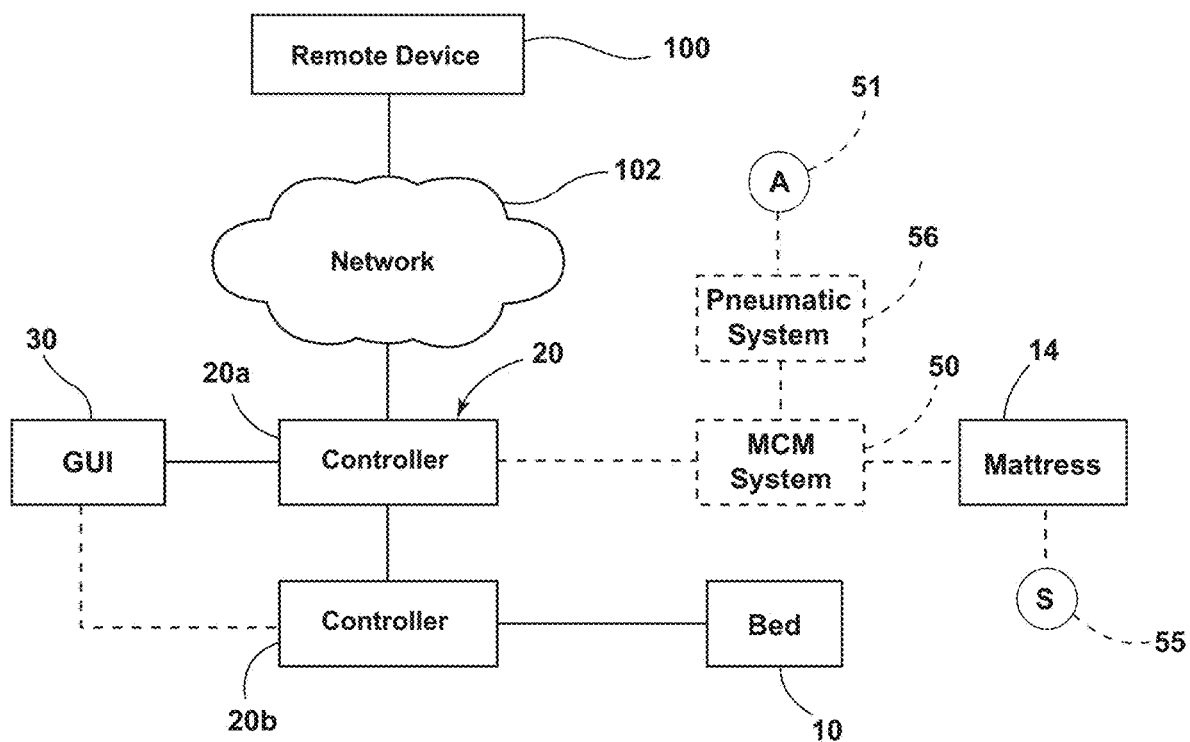 Remote Device
100
51
A
102
56
Network
Pneumatic
System
30
20a
20
50
14
GUI
Controller
MCM
System
Mattress
Controller
Bed
S
55
20b
10